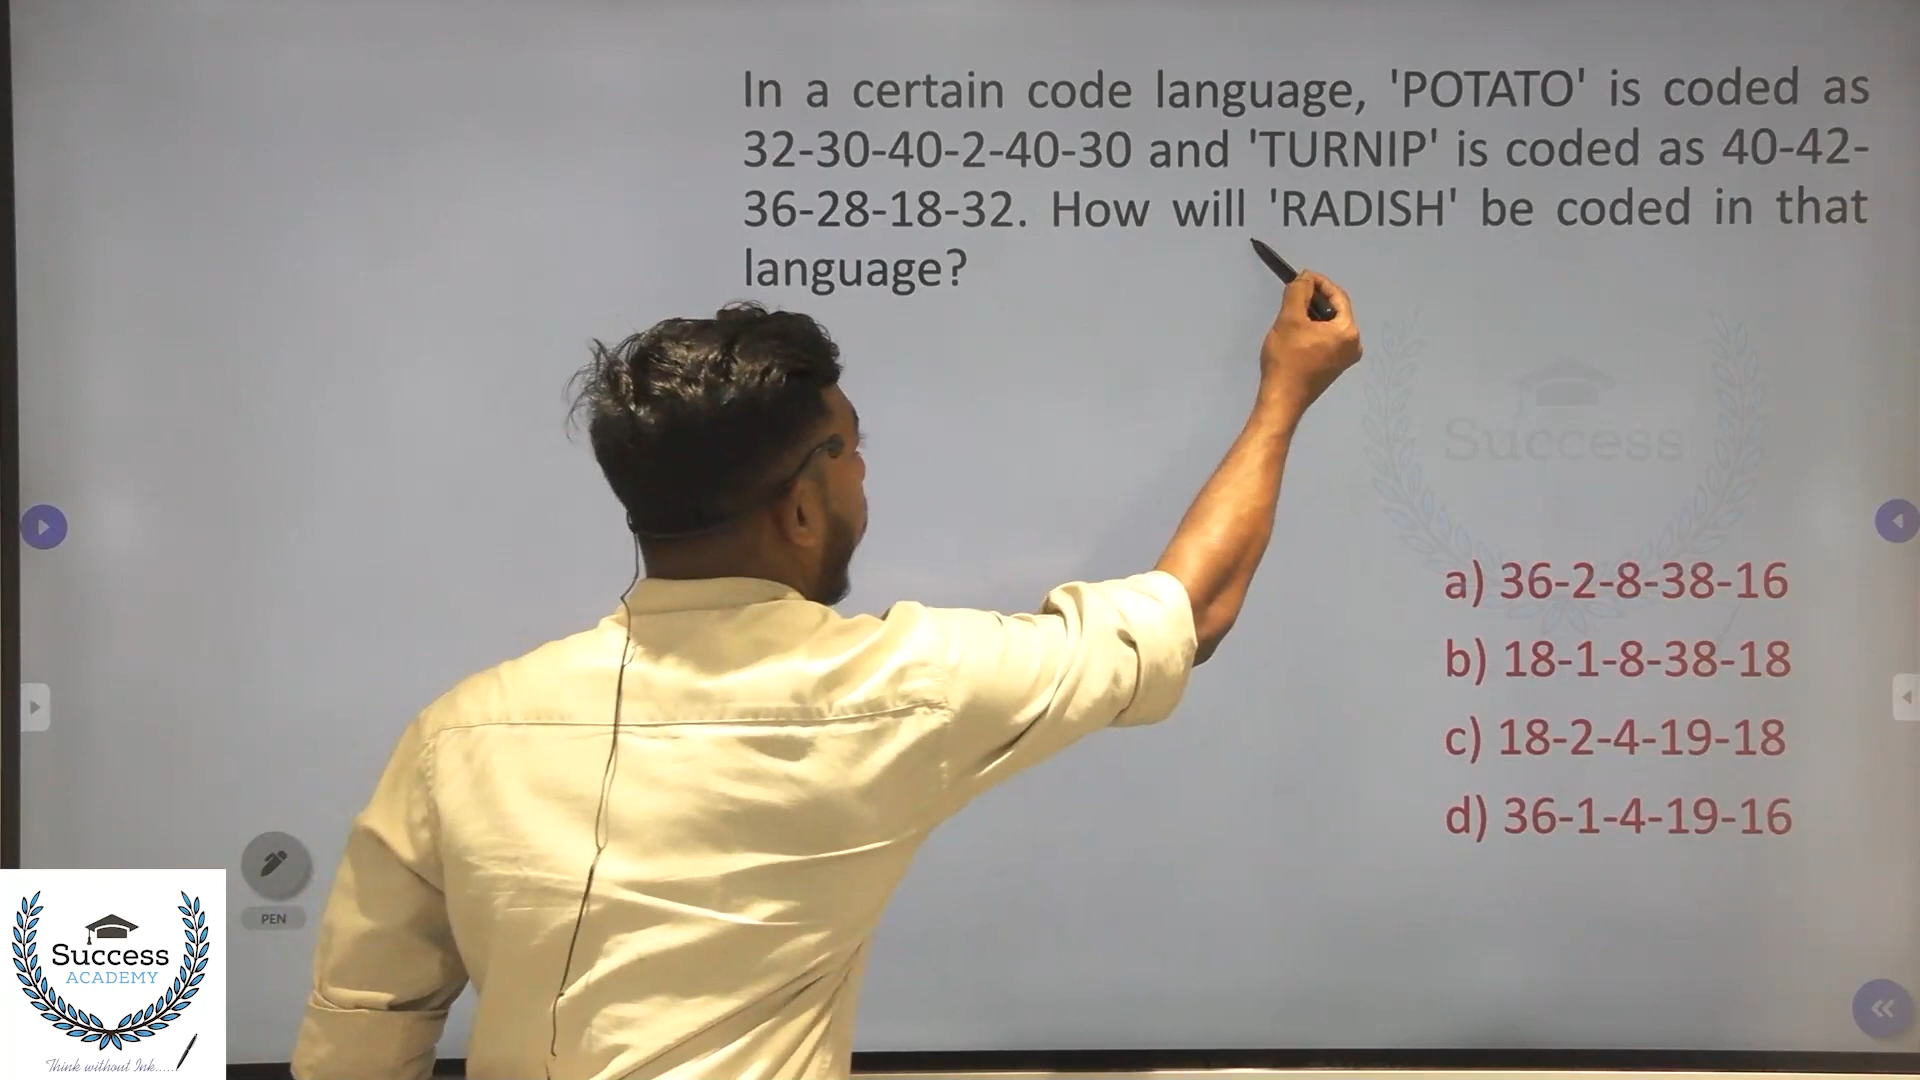 In a certain code language, 'POTATO' is coded as
32-30-40-2-40-30 and 'TURNIP' is coded as 40-42-
36-28-18-32. How will 'RADISH' be coded in that
language?
Success
a) 36-2-8-38-16
b) 18-1-8-38-18
c) 18-2-4-19-18
d) 36-1-4-19-16
PEN
Success
ACADEMY
Think without Ink.....